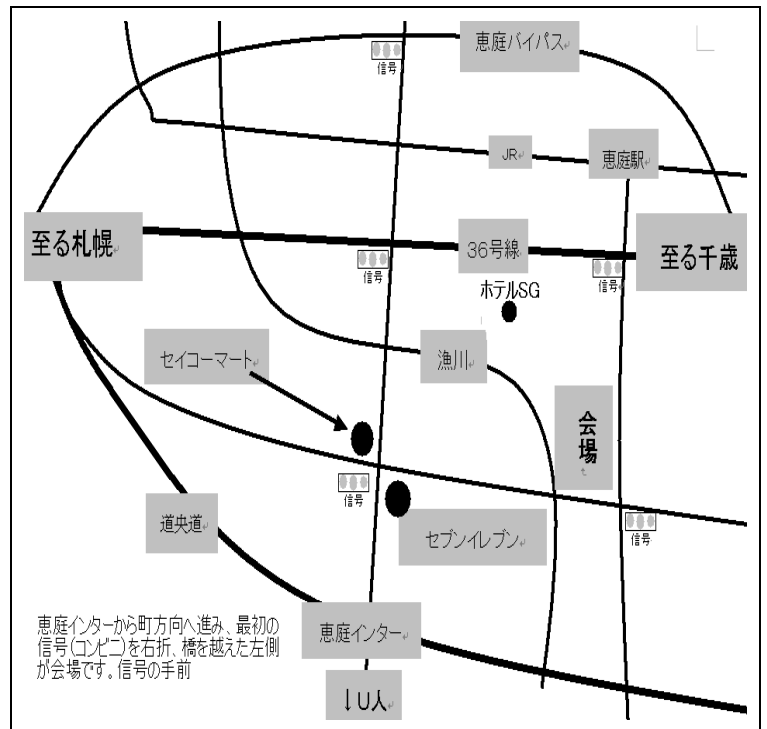 恵庭バイパス
信号
JR
恵庭駅
至る札幌
36号線
至る千歳
信号
信号
ホテルSG
セイコーマート
漁川
会場
信号
信号
道央道
セブンイレブン
恵庭インター
恵庭インターから町方向へ進み、最初の
信号(コンビニ)を右折、橋を越えた左側
が会場です。信号の手前
↓U人